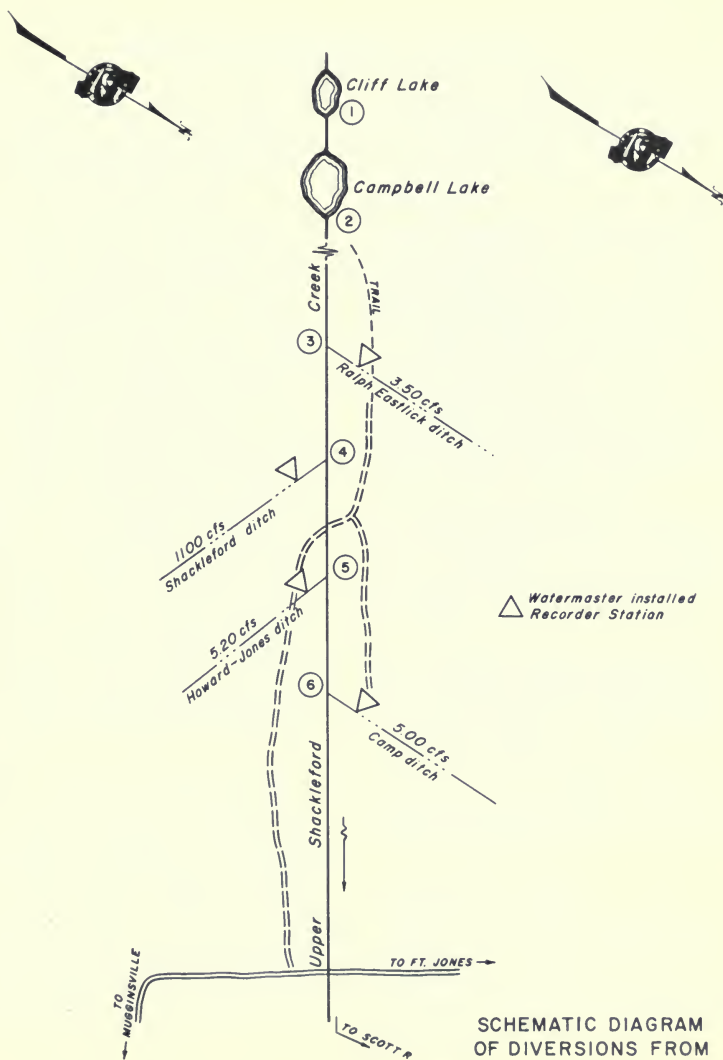 Cliff Lake
1
Campbell Lake
2
Creek
TRAIL
3
3.50 cfs
Ralph Eastlick ditch
4
1100 cfs
Shackleford ditch
5
5.20 cfs
Howard-Jones ditch
Watermaster installed
Recorder Station
6
5.00 cfs
Camp ditch
Shackleford
Upper
TO FT. JONES
TO
MUGGINSVILLE
TO SCOTT R.
SCHEMATIC DIAGRAM
OF DIVERSIONS FROM